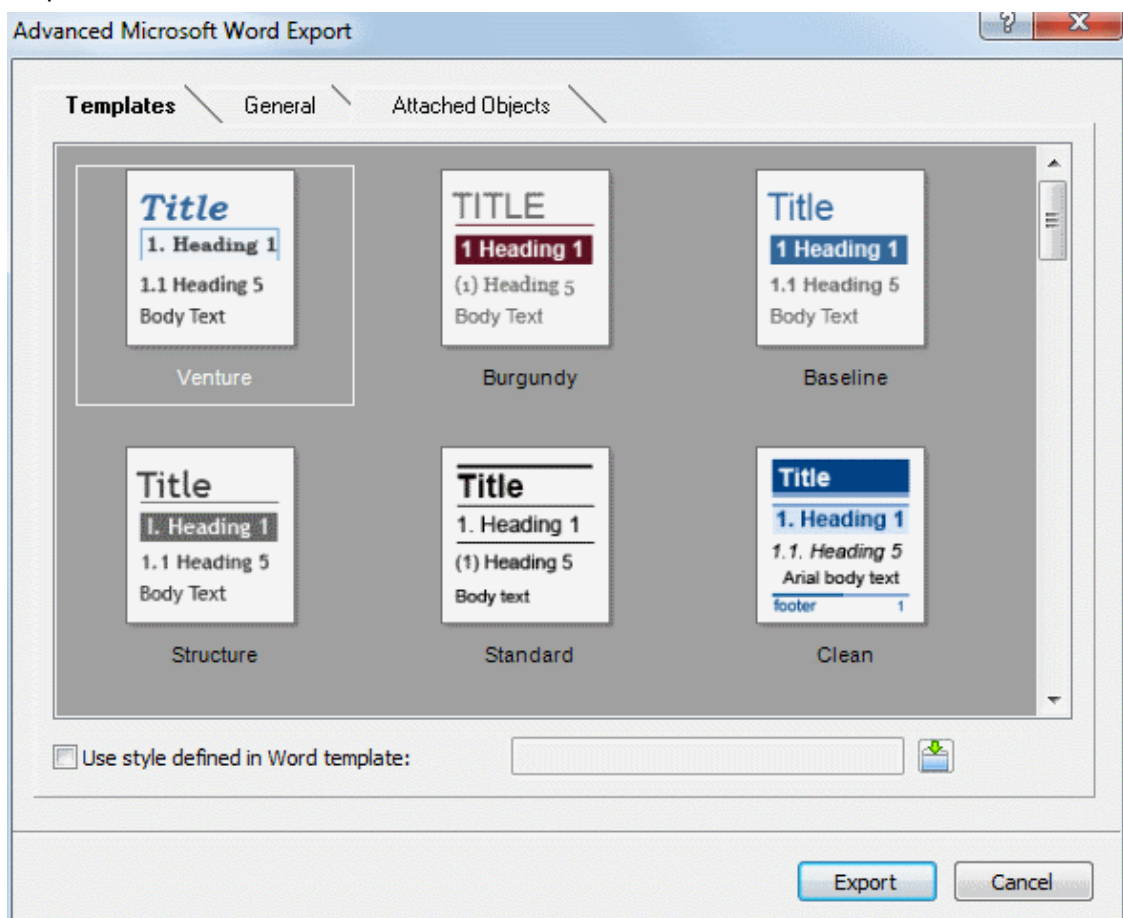 Advanced Microsoft Word Export
?
X
Templates General Attached Objects
Title
1. Heading 1
1.1 Heading 5
Body Text
Venture
TITLE
1 Heading 1
(1) Heading 5
Body Text
Burgundy
Title
1 Heading 1
1.1 Heading 5
Body Text
Baseline
Title
I. Heading 1
1.1 Heading 5
Body Text
Structure
Title
1. Heading 1
(1) Heading 5
Body text
Standard
Title
1. Heading 1
1.1. Heading 5
Arial body text
footer 1
Clean
Use style defined in Word template:
Export Cancel